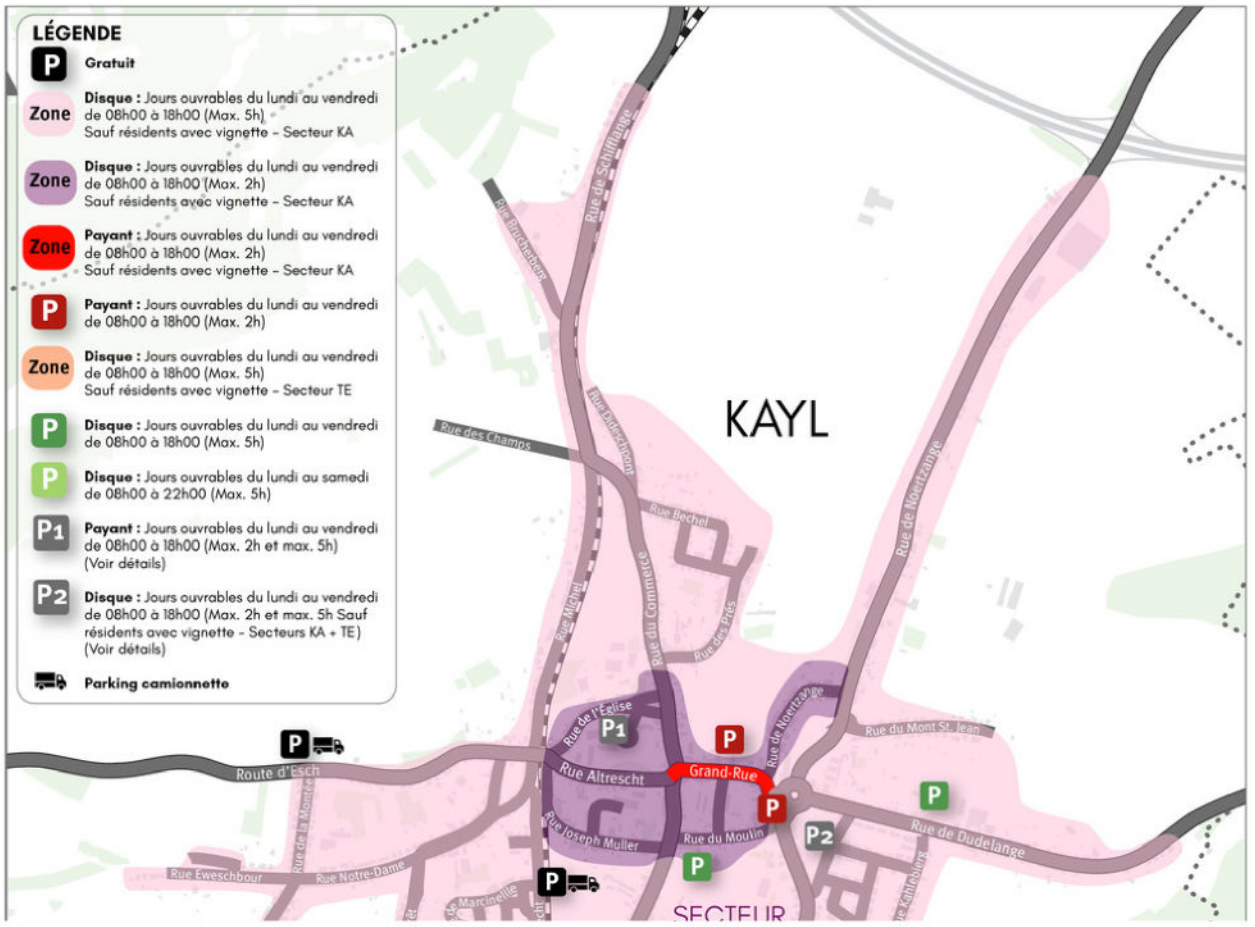 LÉGENDE
P Gratuit
Zone Disque : Jours ouvrables du lundi au vendredi
de 08h00 à 18h00 (Max. 5h)
Sauf résidents avec vignette - Secteur KA
Zone Disque : Jours ouvrables du lundi au vendredi
de 08h00 à 18h00 (Max. 2h)
Sauf résidents avec vignette - Secteur KA
Zone Payant : Jours ouvrables du lundi au vendredi
de 08h00 à 18h00 (Max. 2h)
Sauf résidents avec vignette - Secteur KA
P Payant : Jours ouvrables du lundi au vendredi
de 08h00 à 18h00 (Max. 2h)
Zone Disque : Jours ouvrables du lundi au vendredi
de 08h00 à 18h00 (Max. 5h)
Sauf résidents avec vignette - Secteur TE
P Disque : Jours ouvrables du lundi au vendredi
de 08h00 à 18h00 (Max. 5h)
P Disque : Jours ouvrables du lundi au samedi
de 08h00 à 22h00 (Max. 5h)
P1 Payant : Jours ouvrables du lundi au vendredi
de 08h00 à 18h00 (Max. 2h et max. 5h)
(Voir détails)
P2 Disque : Jours ouvrables du lundi au vendredi
de 08h00 à 18h00 (Max. 2h et max. 5h Sauf
résidents avec vignette - Secteurs KA + TE)
(Voir détails)
Parking camionnette
Rue de Schifflange
Rue Brucherberg
KAYL
Rue Dideschpont
Rue des Champs
Rue de Noertzange
Rue Bechel
Rue Michel
Rue du Commerce
Rue des Prés
Rue de l'Église
P1
Rue de Noertzange
Rue du Mont St. Jean
P
P
Route d'Esch
Rue Altrescht
Grand-Rue
P
P
Rue de la Montée
Rue Joseph Muller
Rue du Moulin
P2
Rue de Dudelange
Rue Eweschbour
Rue Notre-Dame
P
P
de Marcinelle
Rue Kahlebierg
SECTEUR